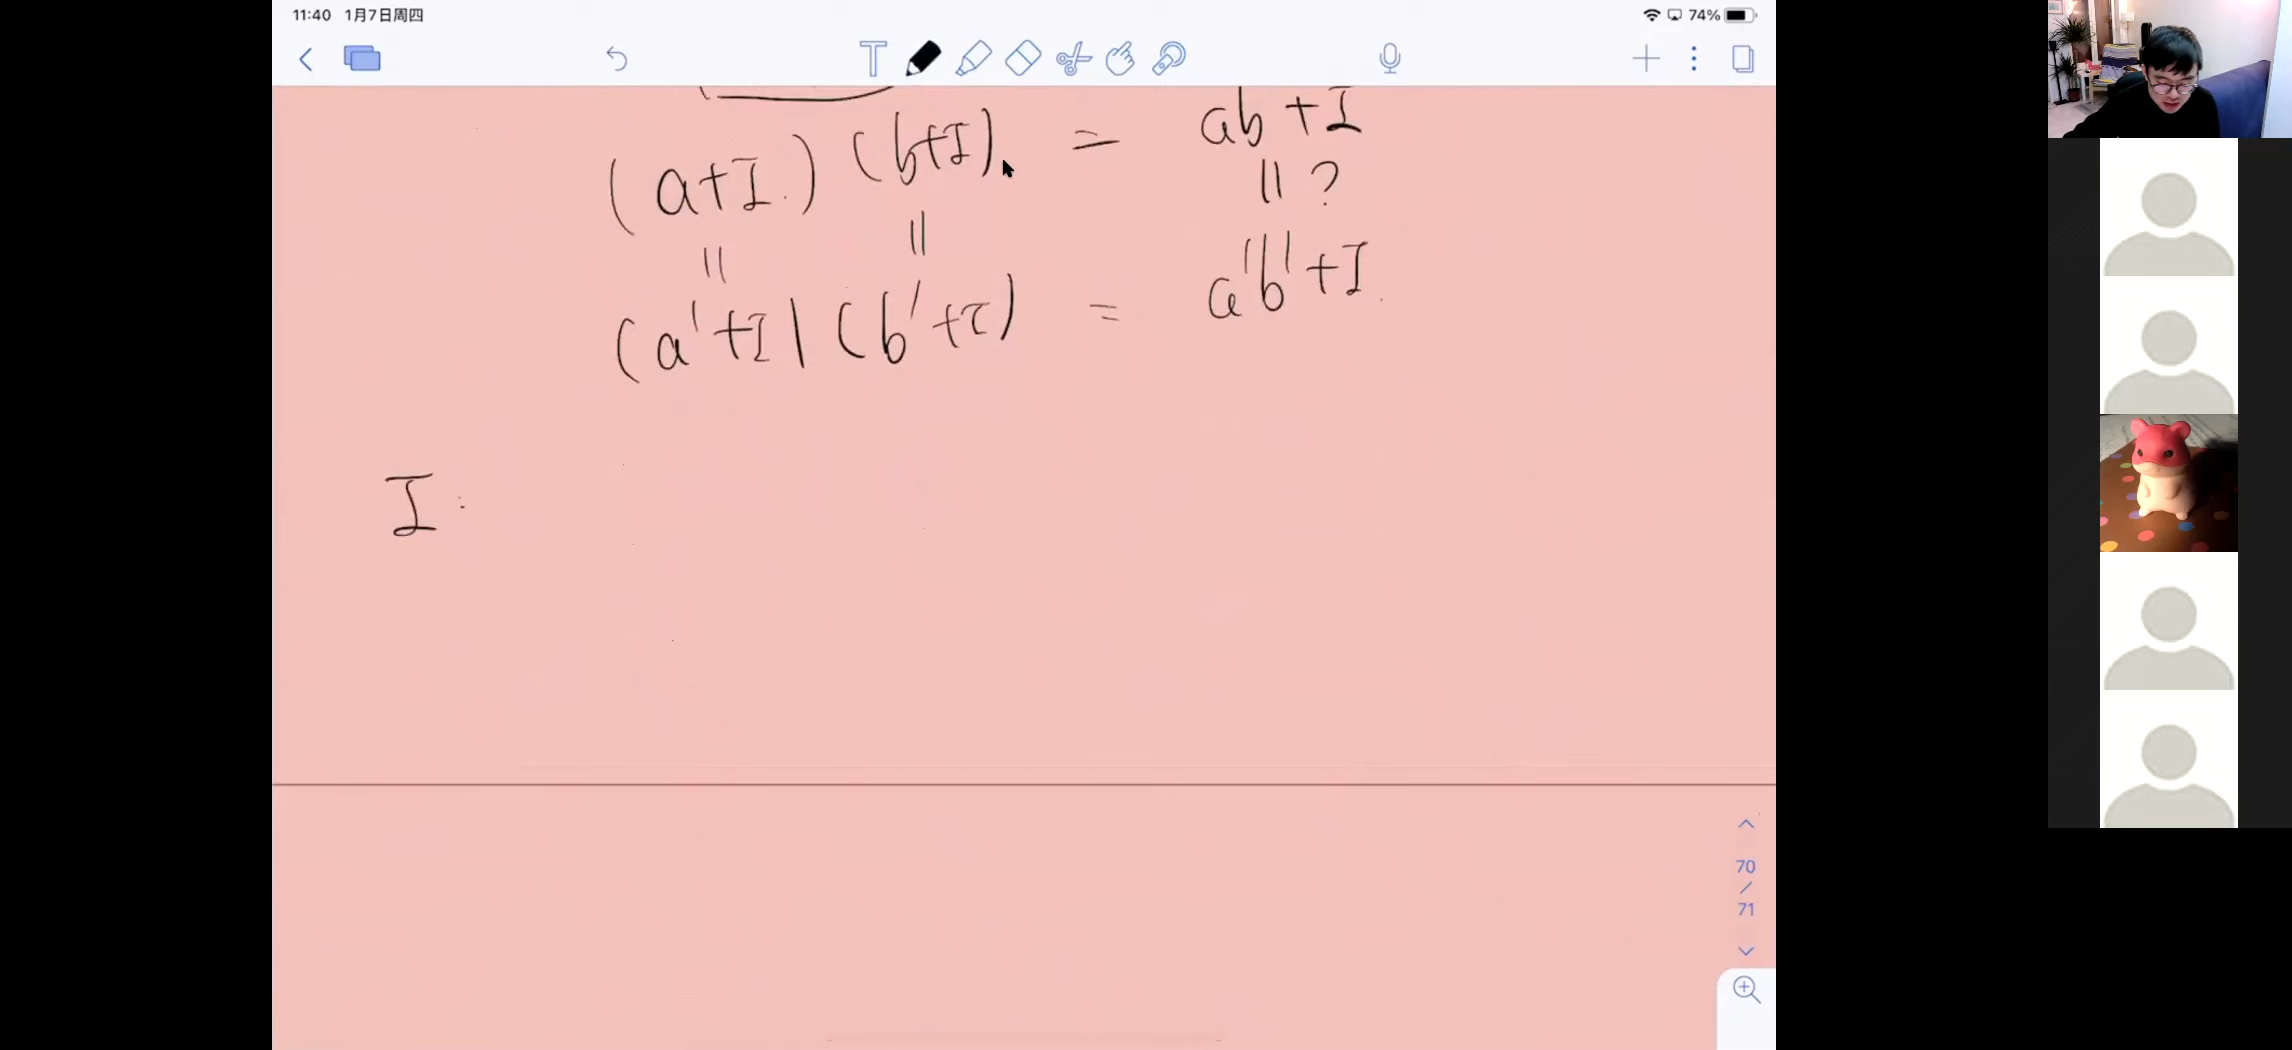 11:40 1月7日周四
74%
T
(a+I) (b+I) = ab+I
|| || || ?
(a'+I) (b'+I) = a'b'+I
I:
70
/
71